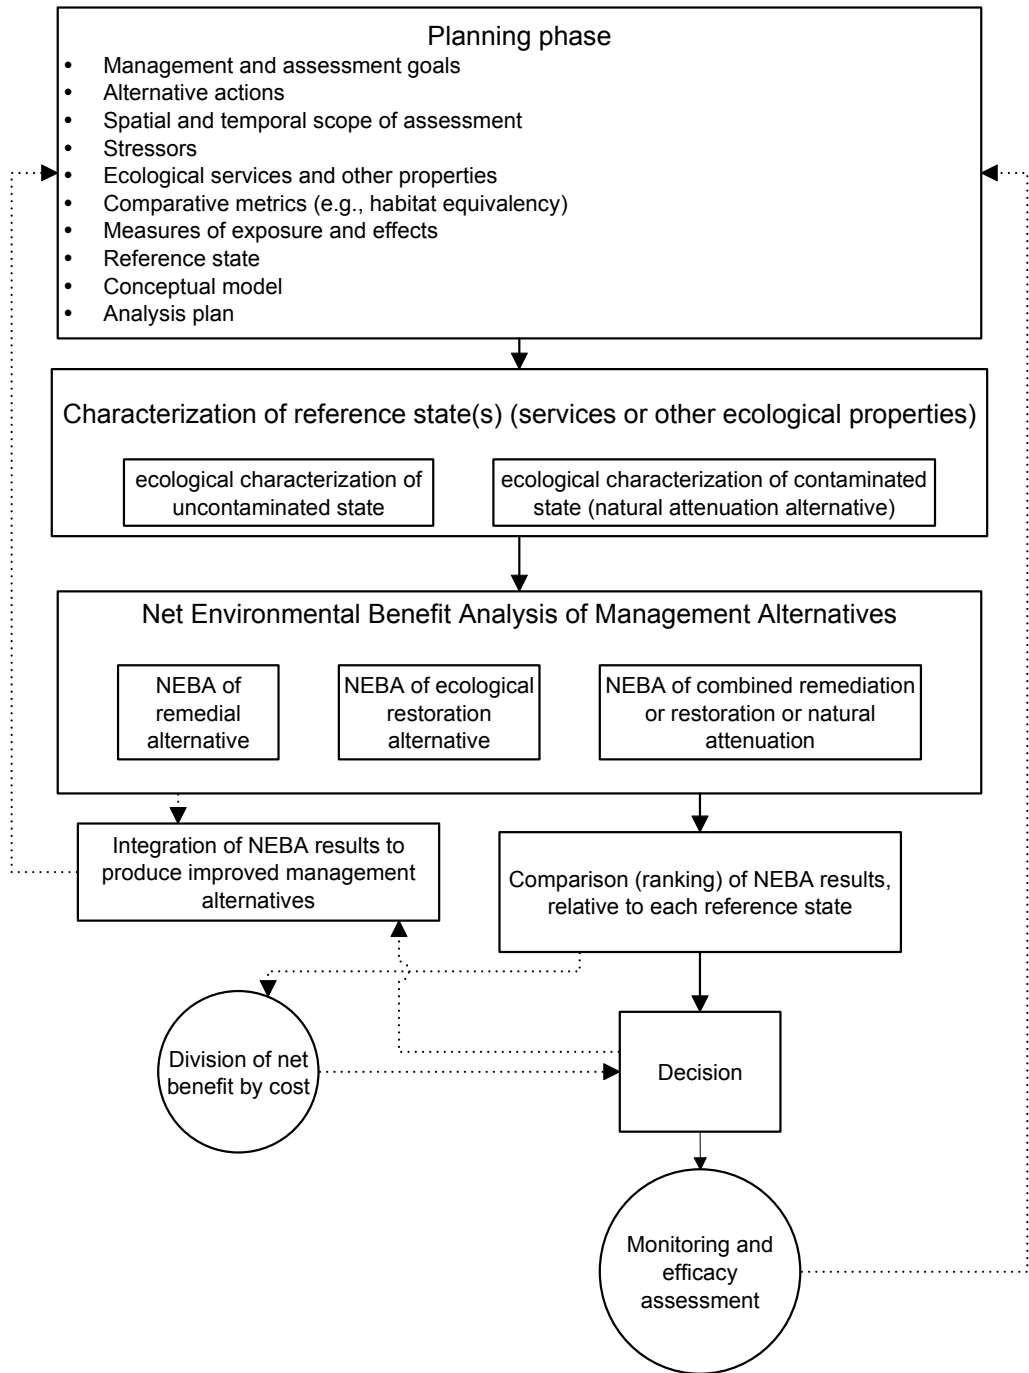 Planning phase
• Management and assessment goals
• Alternative actions
• Spatial and temporal scope of assessment
• Stressors
• Ecological services and other properties
• Comparative metrics (e.g., habitat equivalency)
• Measures of exposure and effects
• Reference state
• Conceptual model
• Analysis plan
Characterization of reference state(s) (services or other ecological properties)
ecological characterization of
uncontaminated state
ecological characterization of contaminated
state (natural attenuation alternative)
Net Environmental Benefit Analysis of Management Alternatives
NEBA of
remedial
alternative
NEBA of ecological
restoration
alternative
NEBA of combined remediation
or restoration or natural
attenuation
Integration of NEBA results to
produce improved management
alternatives
Comparison (ranking) of NEBA results,
relative to each reference state
Division of net
benefit by cost
Decision
Monitoring and
efficacy
assessment